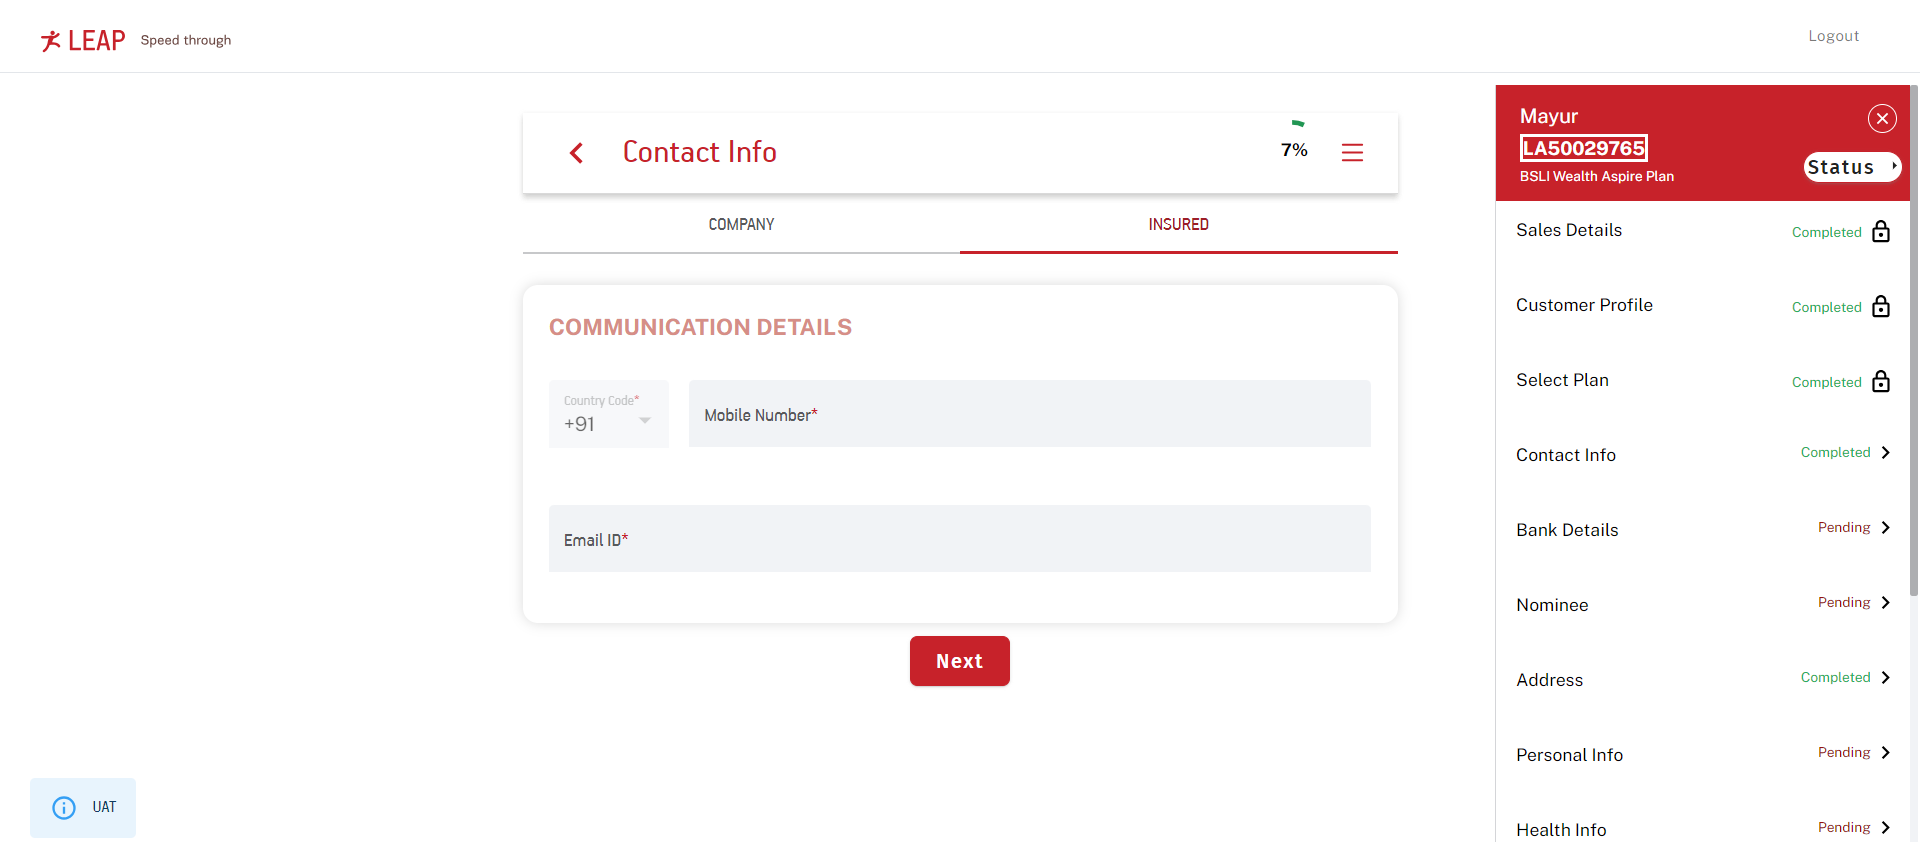 LEAP Speed through
Logout
Contact Info
7%
COMPANY
INSURED
COMMUNICATION DETAILS
Country Code*
+91
Mobile Number*
Email ID*
Next
UAT
Mayur
LA50029765
BSLI Wealth Aspire Plan
Status
Sales Details Completed
Customer Profile Completed
Select Plan Completed
Contact Info Completed
Bank Details Pending
Nominee Pending
Address Completed
Personal Info Pending
Health Info Pending